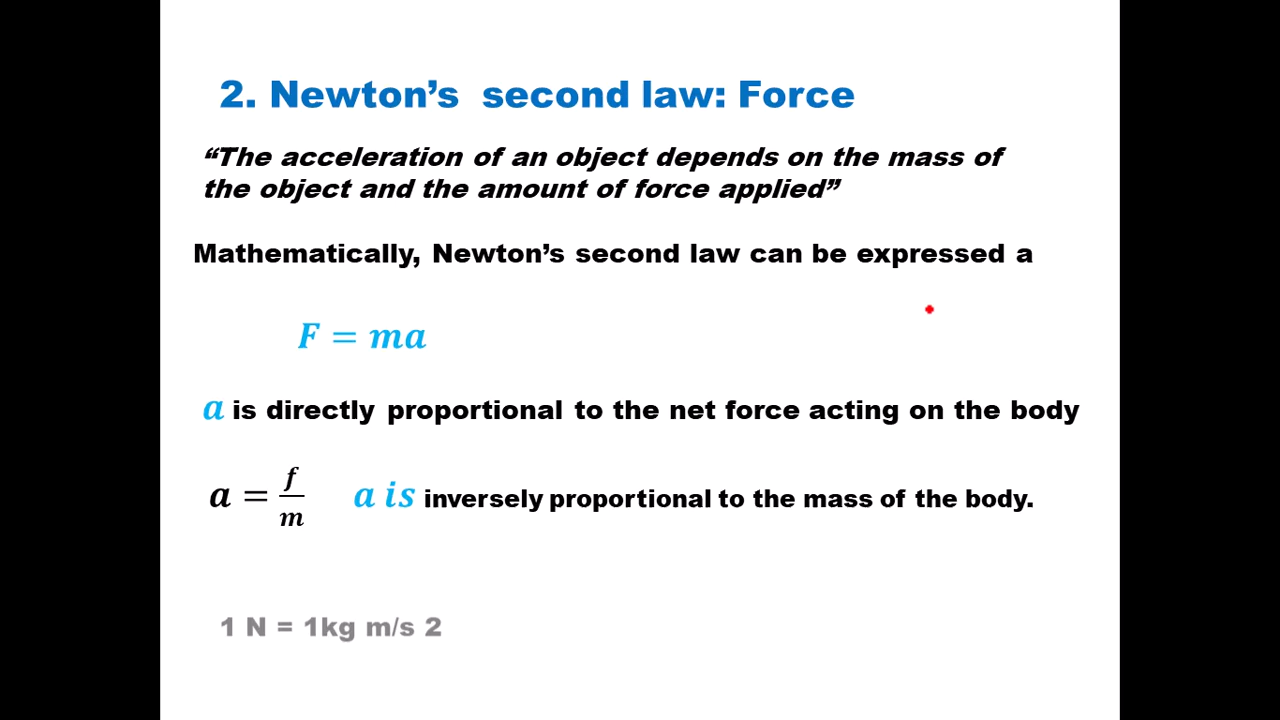 2. Newton’s  second law: Force
“The acceleration of an object depends on the mass of
the object and the amount of force applied”
Mathematically, Newton’s second law can be expressed a
F = ma
a is directly proportional to the net force acting on the body
a = f/m   a is inversely proportional to the mass of the body.
1 N = 1kg m/s 2